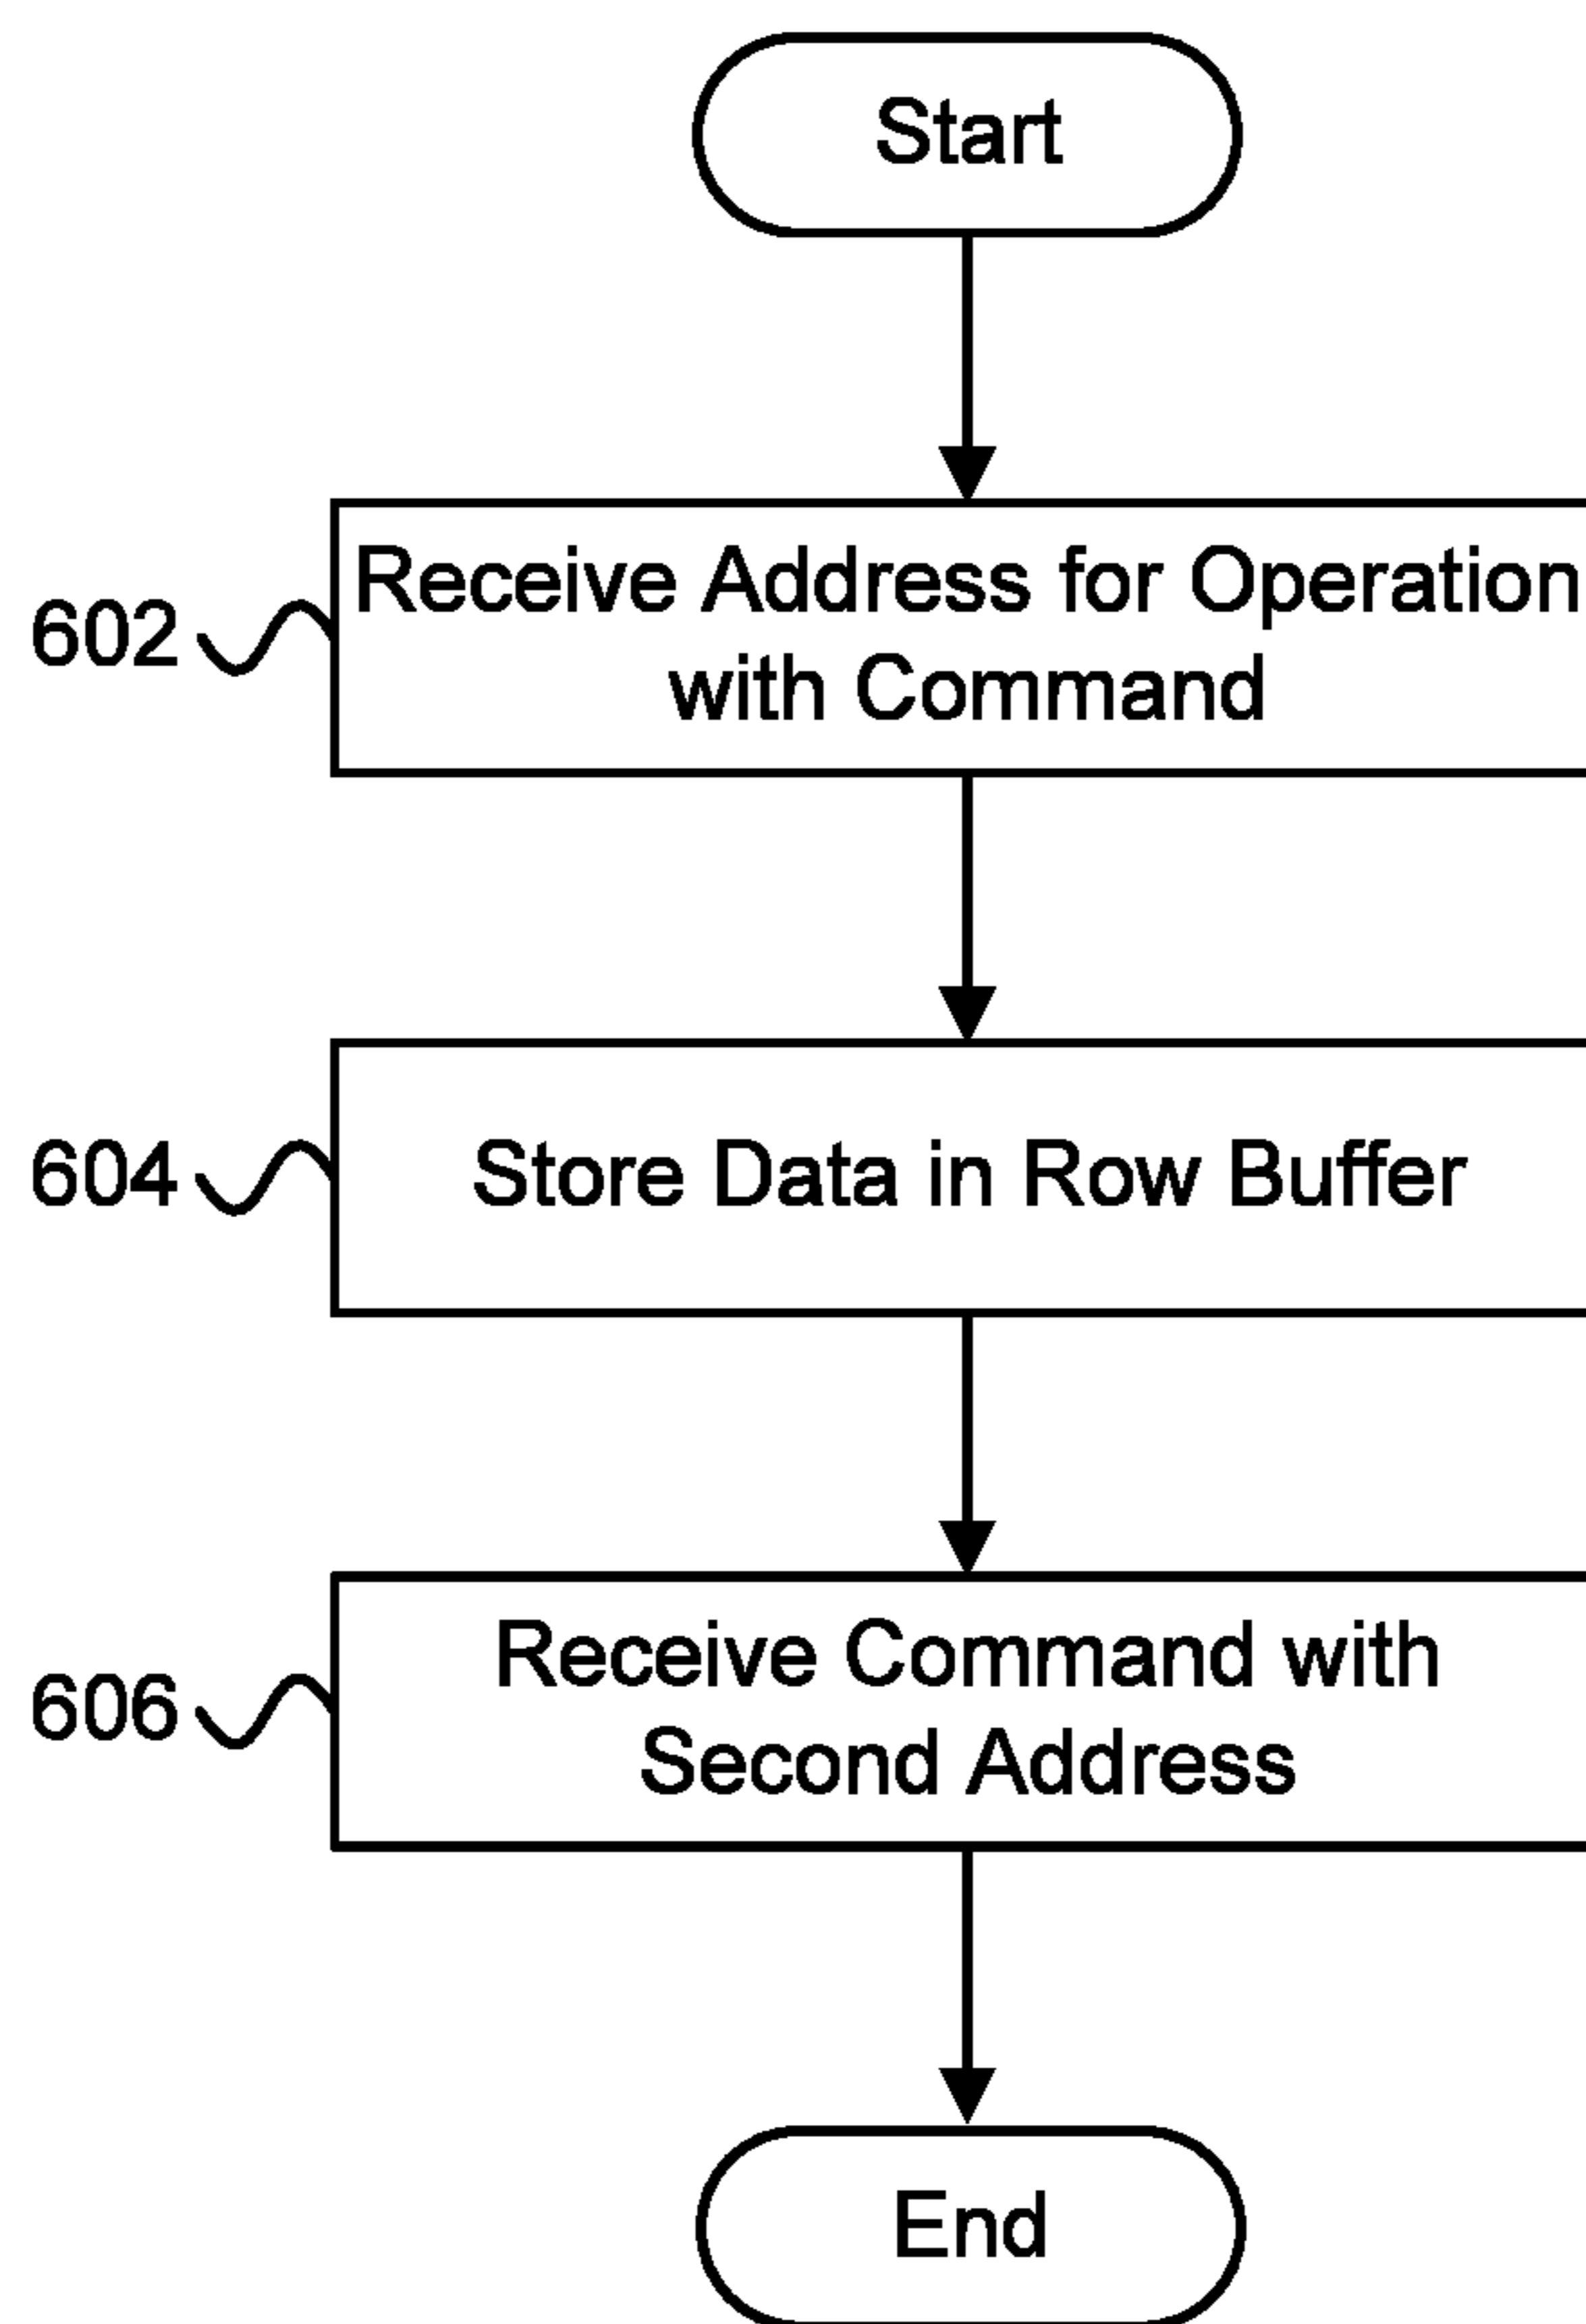 Start
602
Receive Address for Operation
with Command
604
Store Data in Row Buffer
606
Receive Command with
Second Address
End